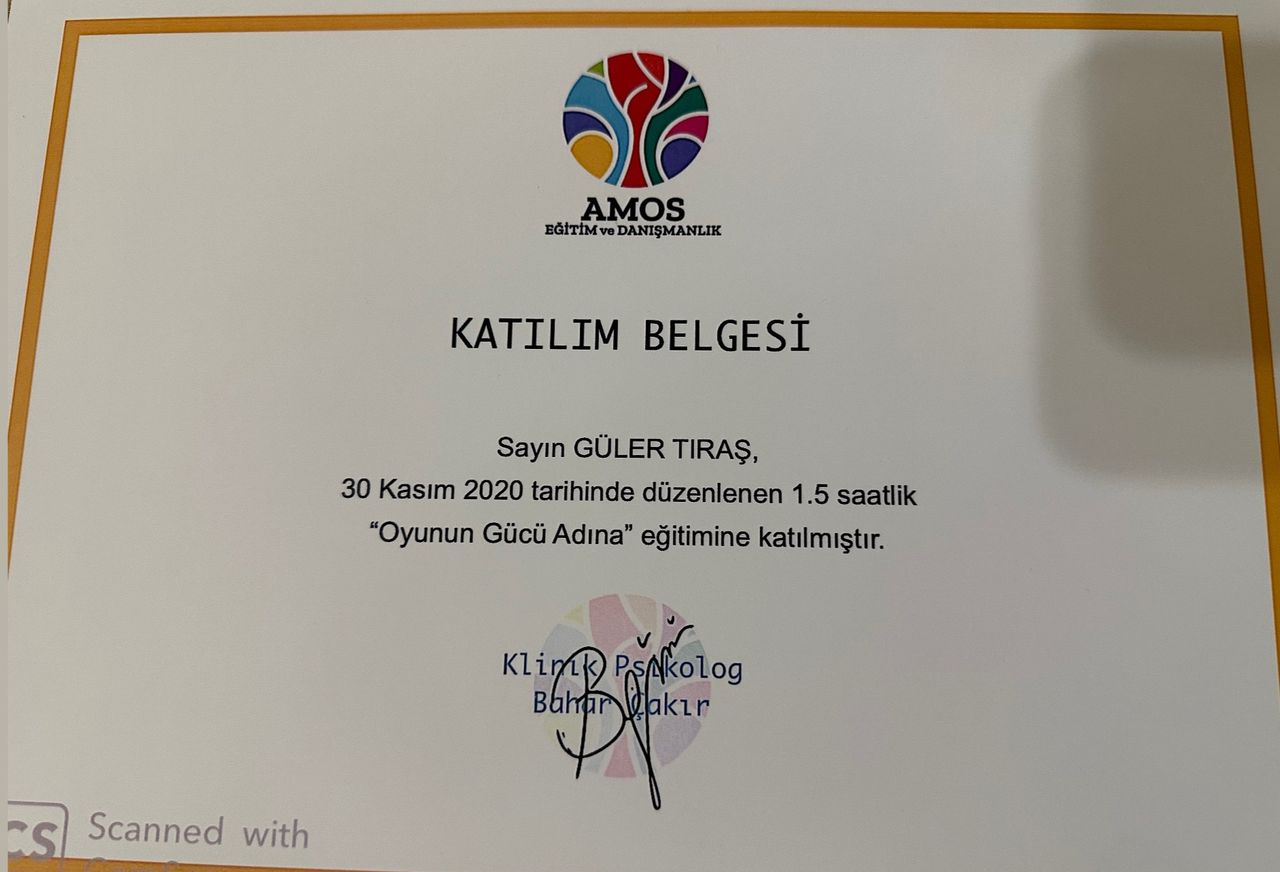 AMOS
EĞİTİM ve DANIŞMANLIK
KATILIM BELGESİ
Sayın GÜLER TIRAŞ,
30 Kasım 2020 tarihinde düzenlenen 1.5 saatlik
“Oyunun Gücü Adına” eğitimine katılmıştır.
Klinik Psikolog
Bahar Çakır
CS Scanned with